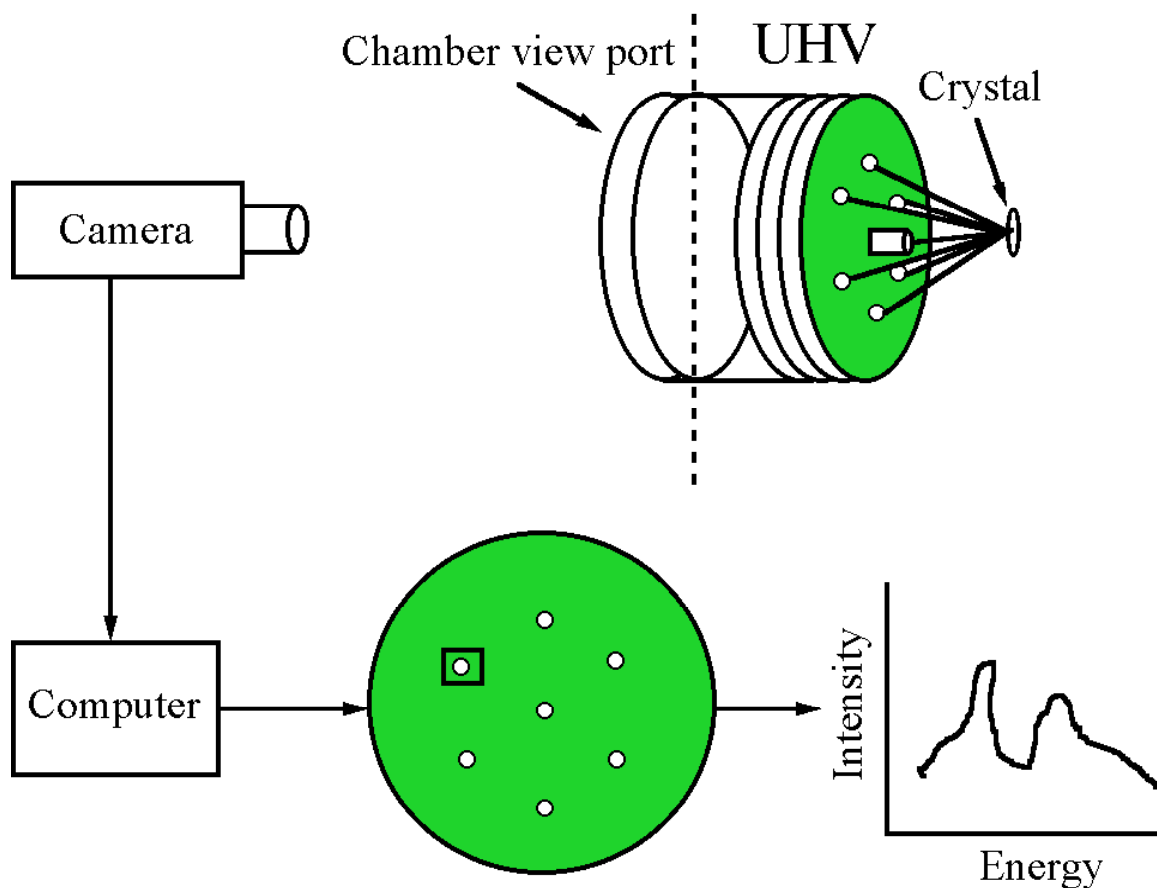 Chamber view port
UHV
Crystal
Camera
Computer
Intensity
Energy